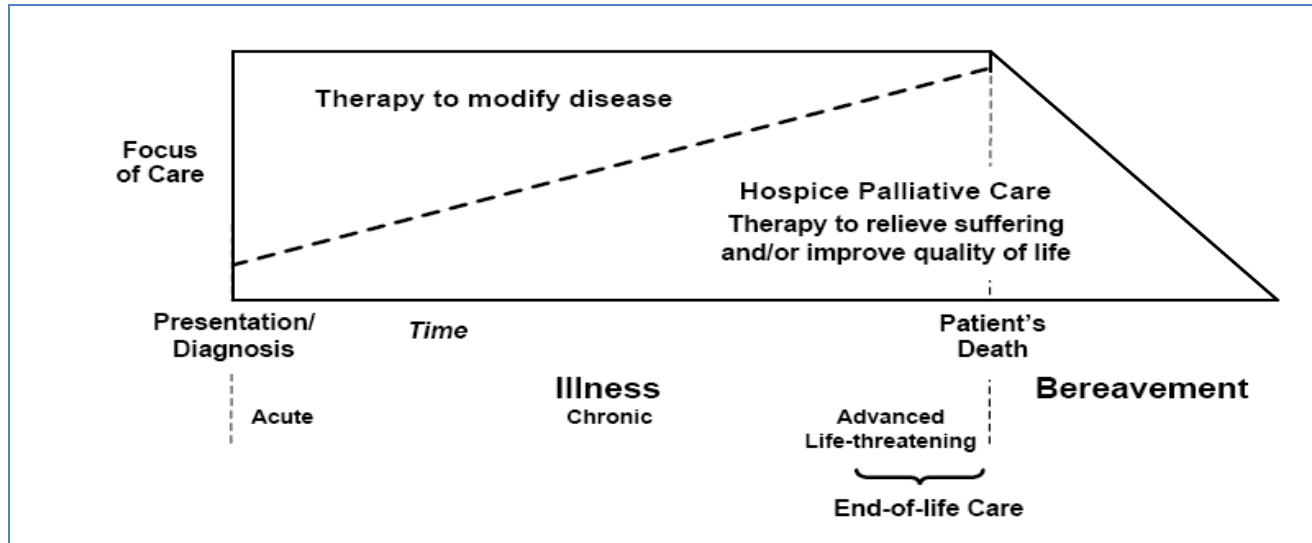 Therapy to modify disease
Focus
of Care
Hospice Palliative Care
Therapy to relieve suffering
and/or improve quality of life
Presentation/
Diagnosis
Time
Patient's
Death
Illness
Bereavement
Acute
Chronic
Advanced
Life-threatening
End-of-life Care